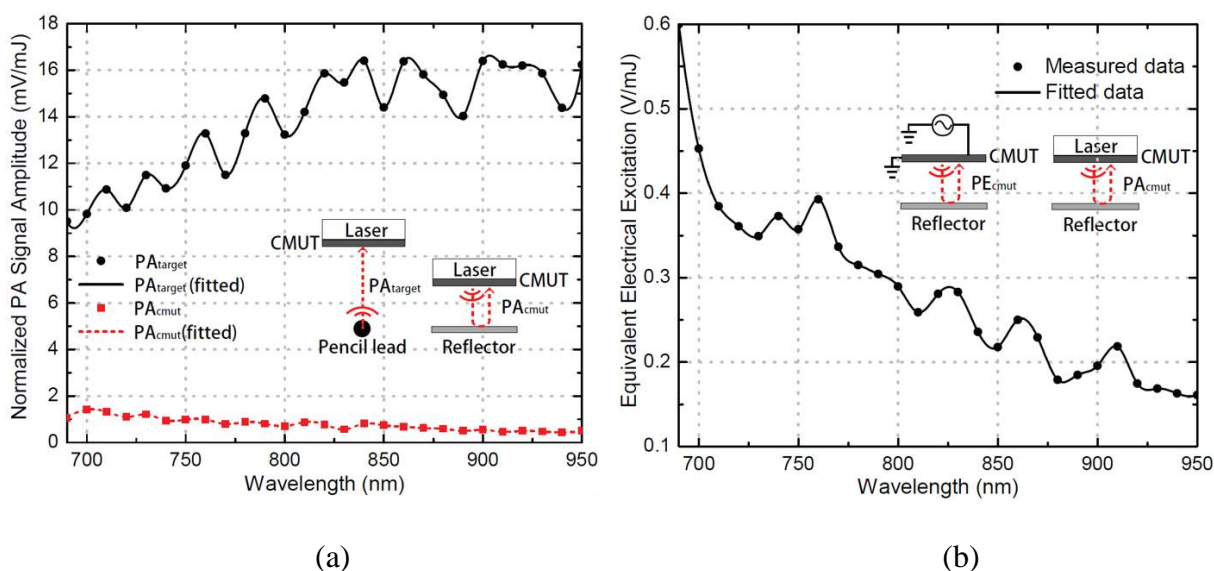 Normalized PA Signal Amplitude (mV/mJ)
18
16
14
12
10
8
6
4
2
0
700
750
800
850
900
950
Wavelength (nm)
PAtarget
PAtarget (fitted)
PAcmut
PAcmut(fitted)
Laser
CMUT
PAtarget
Pencil lead
Laser
CMUT
PAcmut
Reflector
(a)
Equivalent Electrical Excitation (V/mJ)
0.6
0.5
0.4
0.3
0.2
0.1
700
750
800
850
900
950
Wavelength (nm)
Measured data
Fitted data
CMUT
PEcmut
Reflector
Laser
CMUT
PAcmut
Reflector
(b)